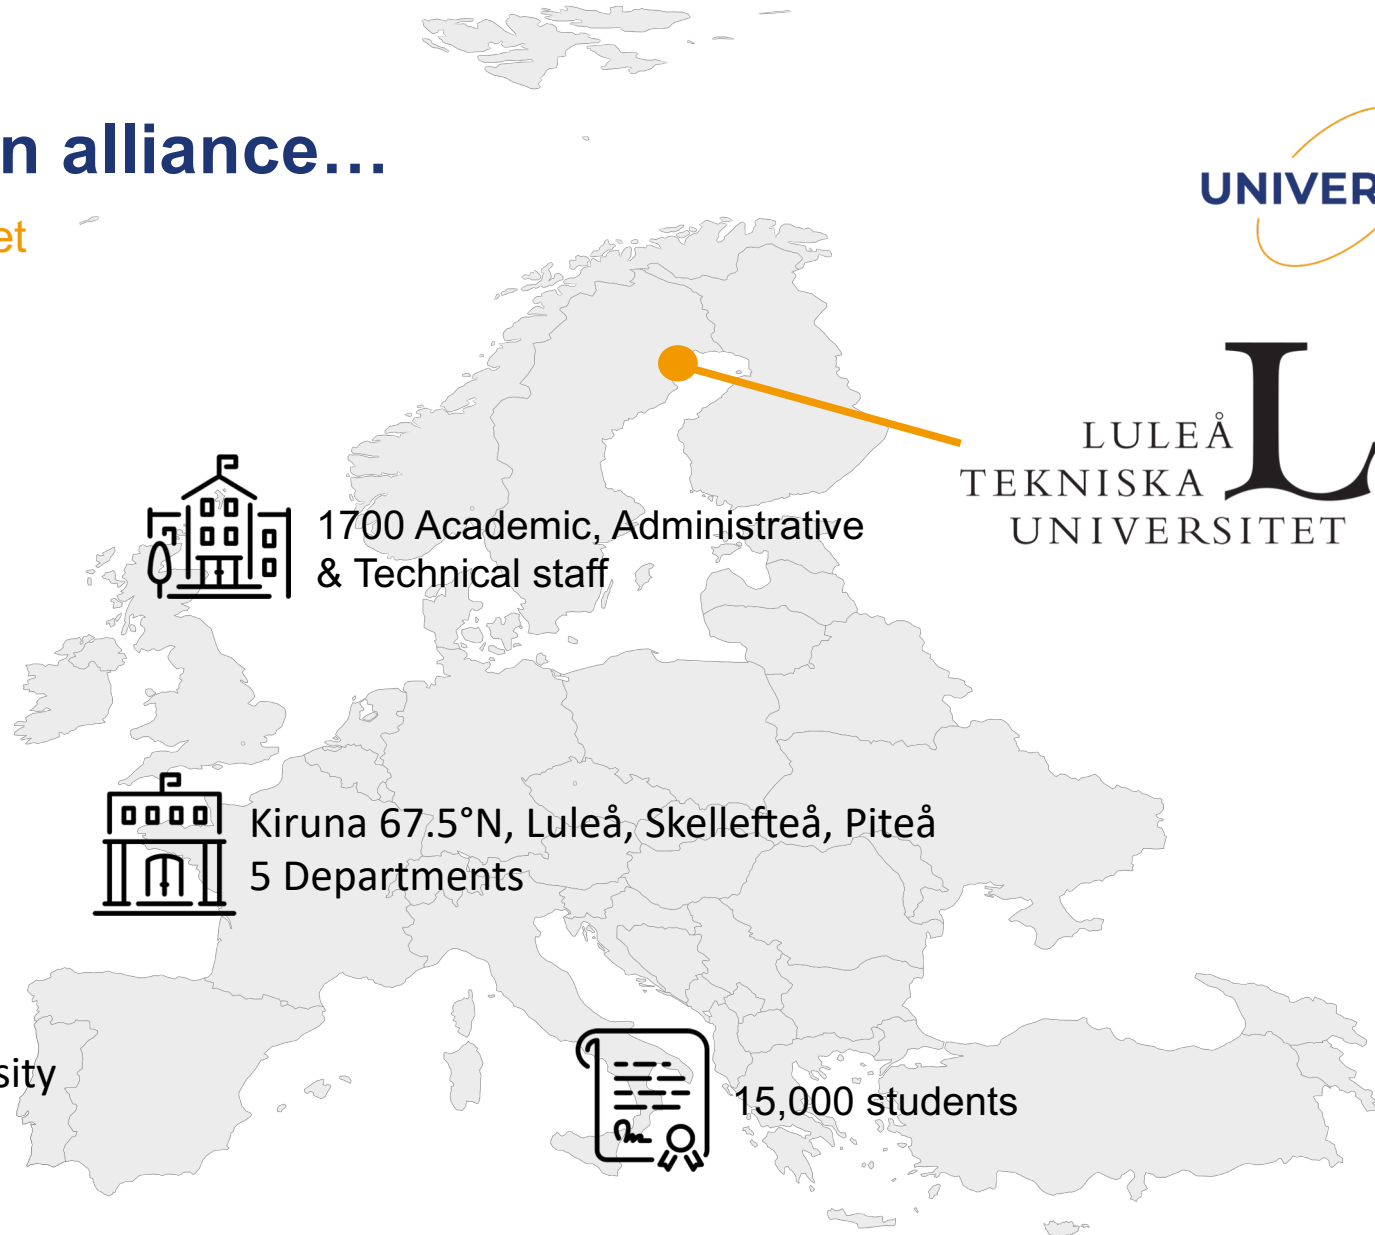 n alliance…
et
UNIVER
LULEÅ
TEKNISKA
UNIVERSITET
L
1700 Academic, Administrative
& Technical staff
Kiruna 67.5°N, Luleå, Skellefteå, Piteå
5 Departments
sity
15,000 students